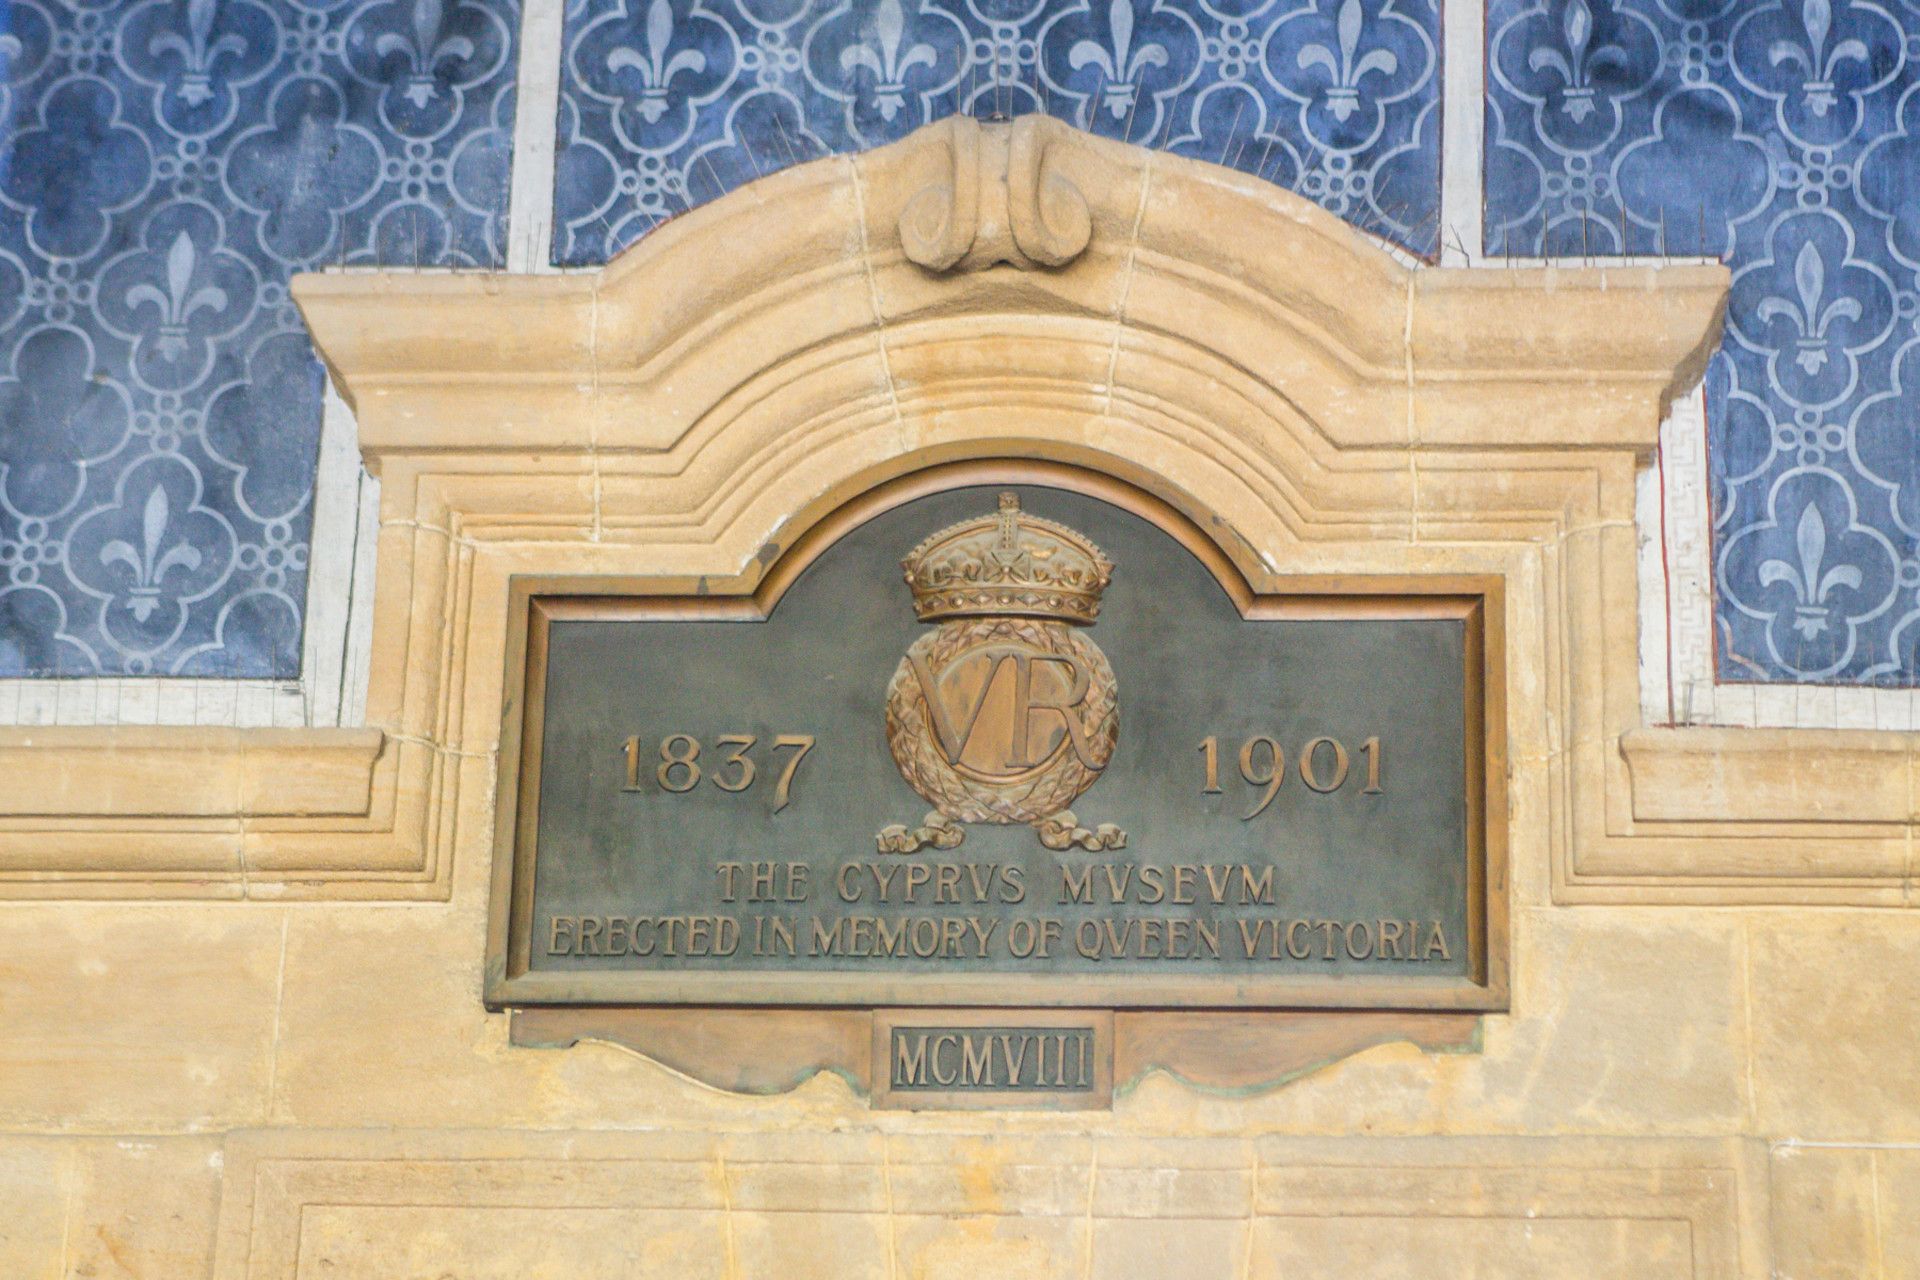 VR
1837 1901
THE CYPRVS MVSEVM
ERECTED IN MEMORY OF QVEEN VICTORIA
MCMVIII